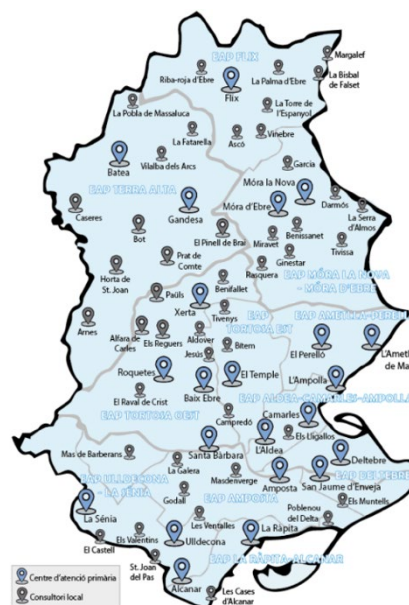 Margalef
EAP FLIX
Riba-roja d'Ebre
La Palma d'Ebre
La Bisbal
de Falset
Flix
La Pobla de Massaluca
La Torre de
l'Espanyol
La Fatarella
Ascó
Vinebre
Batea
Vilalba dels Arcs
Garcia
Móra la Nova
EAP TERRA ALTA
Móra d'Ebre
Darmós
Caseres
Gandesa
La Serra
d'Almos
Bot
El Pinell de Brai
Miravet
Benissanet
Tivissa
Prat de
Comte
Ginestar
Rasquera
EAP MÓRA LA NOVA
- MÓRA D'EBRE
Horta de
St. Joan
Benifallet
Paüls
Xerta
Tivenys
EAP
TORTOSA EST
EAP AMETLLA-PERELLÓ
Arnes
Alfara de
Carles
Els Reguers
Aldover
Jesús
Bítem
El Perelló
L'Ametlla
de Mar
Roquetes
El Temple
L'Ampolla
El Raval de Crist
Baix Ebre
EAP ALDEA-CAMARLES-AMPOLLA
EAP TORTOSA OEST
Campredó
Camarles
Els Lligallos
Mas de Barberans
Santa Bàrbara
L'Aldea
Deltebre
La Galera
EAP ULLDECONA
- LA SÉNIA
Masdenverge
Amposta
San Jaume d'Enveja
EAP DELTEBRE
Godall
EAP AMPOSTA
Els Muntells
La Sénia
Els Valentins
Les Ventalles
Poblenou
del Delta
El Castell
Ulldecona
La Ràpita
St. Joan
del Pas
EAP LA RÀPITA-ALCANAR
Alcanar
Les Cases
d'Alcanar
Centre d'atenció primària
Consultori local